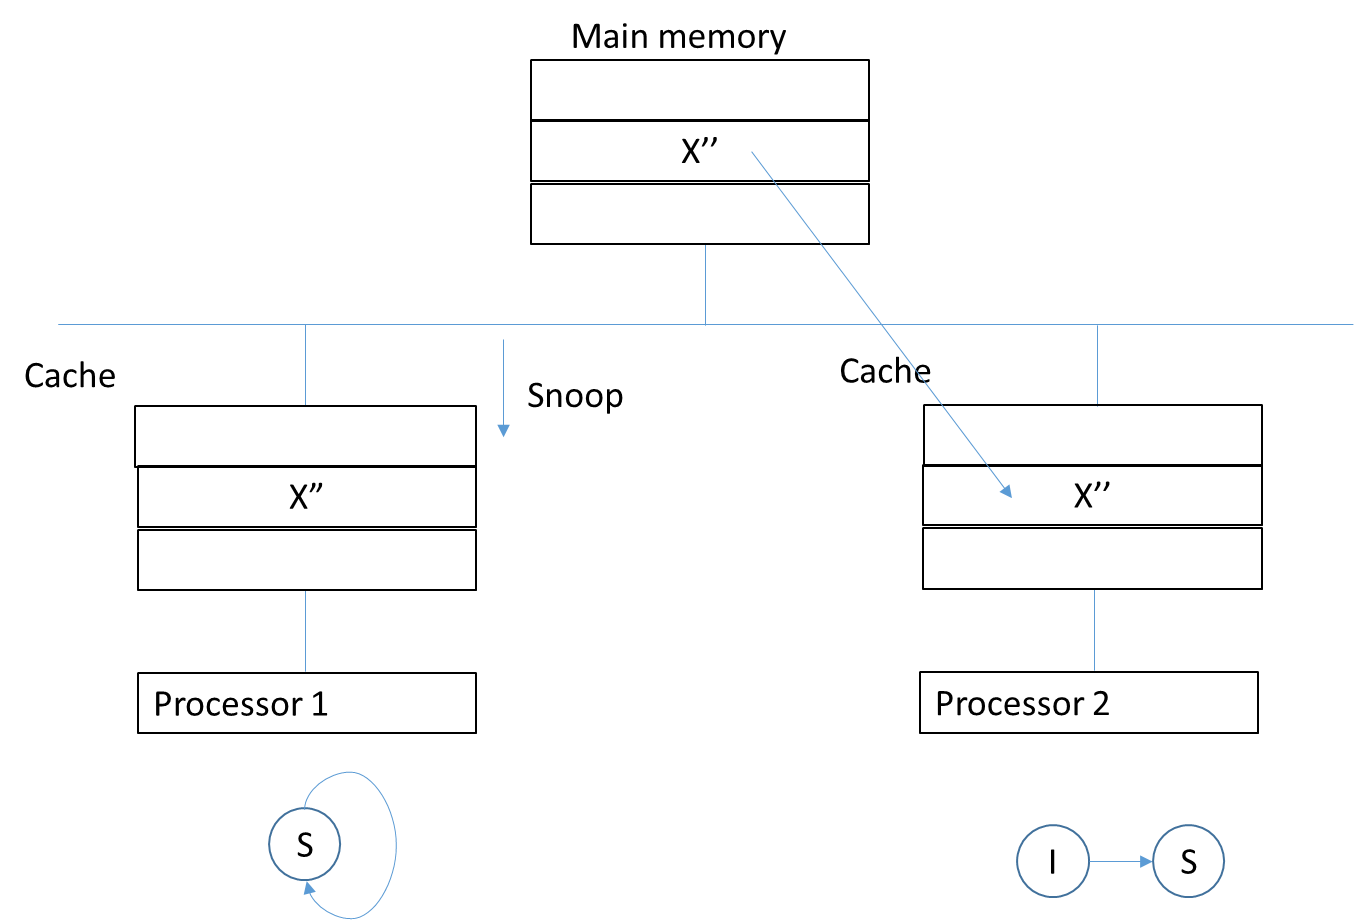 Main memory
X’’
Cache
Snoop
Cache
X”
X’’
Processor 1
Processor 2
S
I
S